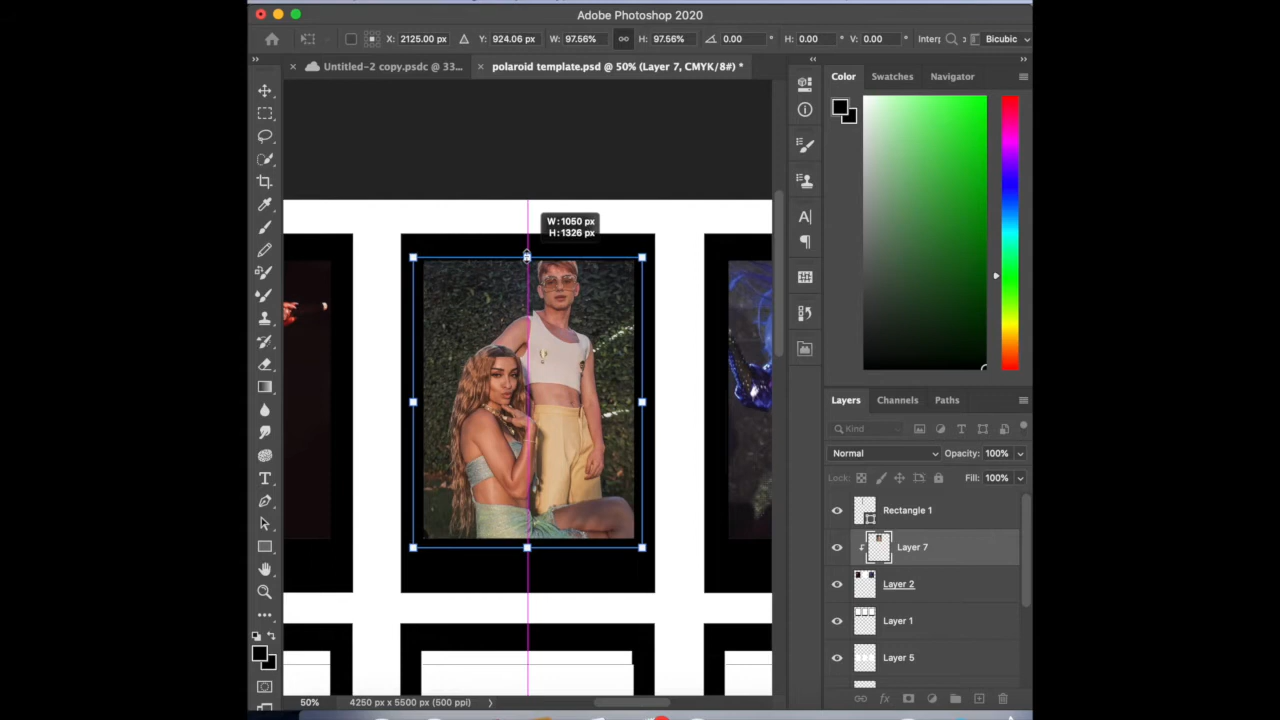 Adobe Photoshop 2020
X: 2125.00 px Y: 924.06 px W: 97.56% H: 97.56% 0.00 ° H: 0.00 ° V: 0.00 ° Inter Bicubic
Untitled-2 copy.psdc @ 33... polaroid template.psd @ 50% (Layer 7, CMYK/8#) *
Color Swatches Navigator
W: 1050 px
H: 1326 px
Layers Channels Paths
Kind
Normal Opacity: 100%
Lock: Fill: 100%
Rectangle 1
Layer 7
Layer 2
Layer 1
Layer 5
50% 4250 px x 5500 px (500 ppi)